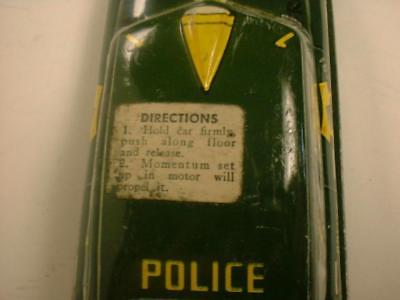 DIRECTIONS
1. Hold car firmly,
push along floor
and release.
2. Momentum set
up in motor will
propel it.
POLICE